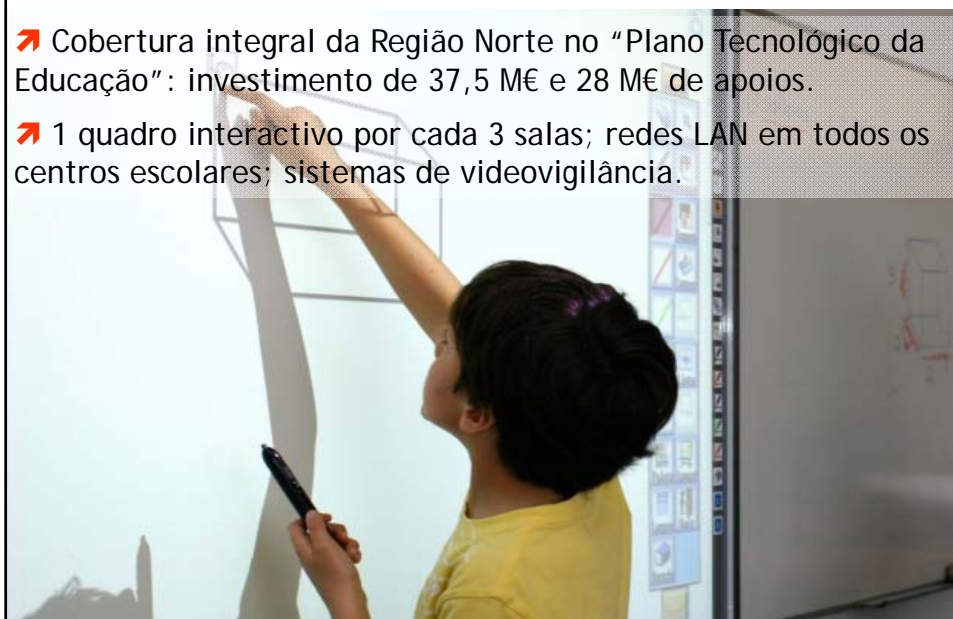 Cobertura integral da Região Norte no “Plano Tecnológico da
Educação”: investimento de 37,5 M€ e 28 M€ de apoios.
1 quadro interactivo por cada 3 salas; redes LAN em todos os
centros escolares; sistemas de videovigilância.